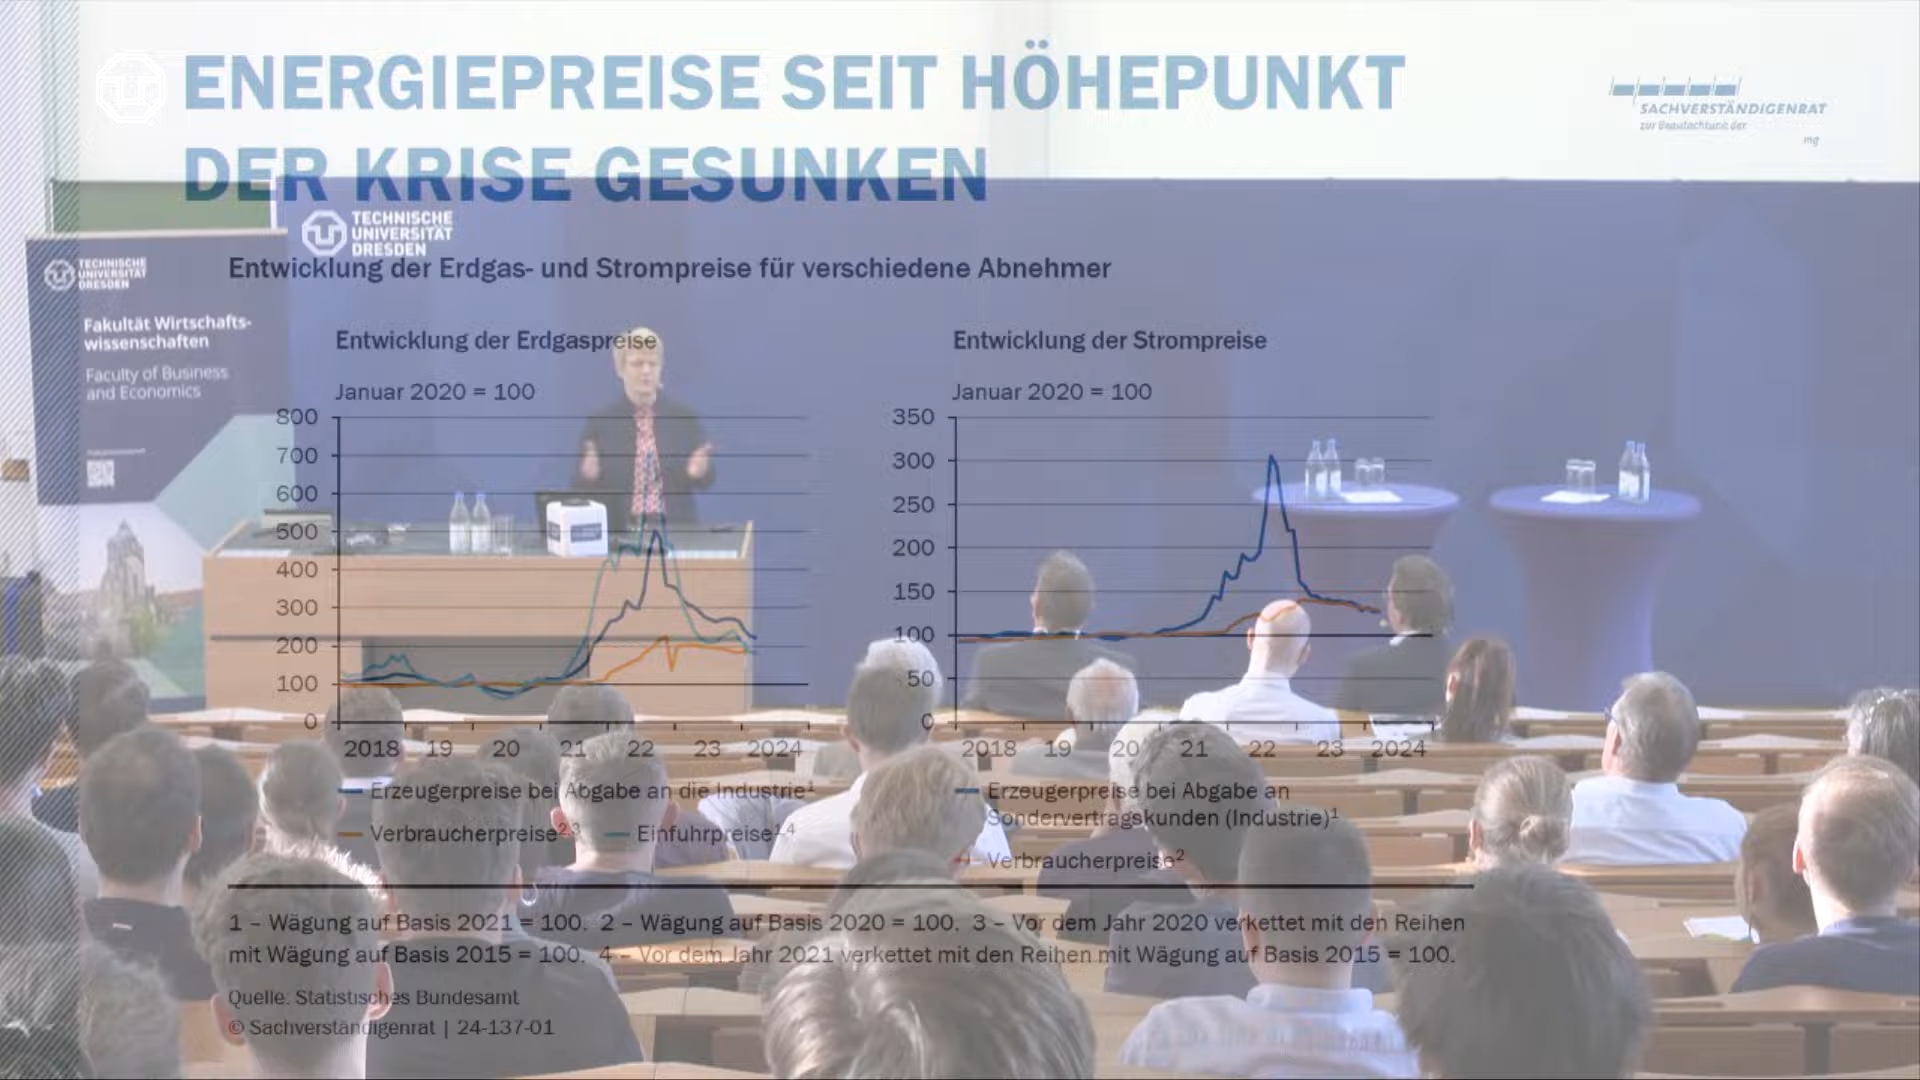 ENERGIEPREISE SEIT HÖHEPUNKT
DER KRISE GESUNKEN
SACHVERSTÄNDIGENRAT
zur Begutachtung der
TECHNISCHE
UNIVERSITÄT
DRESDEN
TECHNISCHE
UNIVERSITÄT
DRESDEN
Fakultät Wirtschafts-
wissenschaften
Faculty of Business
and Economics
Entwicklung der Erdgas- und Strompreise für verschiedene Abnehmer
Entwicklung der Erdgaspreise
Januar 2020 = 100
800
700
600
500
400
300
200
100
0
2018 19 20 21 22 23 2024
Erzeugerpreise bei Abgabe an die Industrie¹
Verbraucherpreise²,³ Einfuhrpreise¹,⁴
Entwicklung der Strompreise
Januar 2020 = 100
350
300
250
200
150
100
50
0
2018 19 20 21 22 23 2024
Erzeugerpreise bei Abgabe an
Sondervertragskunden (Industrie)¹
Verbraucherpreise²
1 – Wägung auf Basis 2021 = 100. 2 – Wägung auf Basis 2020 = 100. 3 – Vor dem Jahr 2020 verkettet mit den Reihen
mit Wägung auf Basis 2015 = 100. 4 – Vor dem Jahr 2021 verkettet mit den Reihen mit Wägung auf Basis 2015 = 100.
Quelle: Statistisches Bundesamt
© Sachverständigenrat | 24-137-01